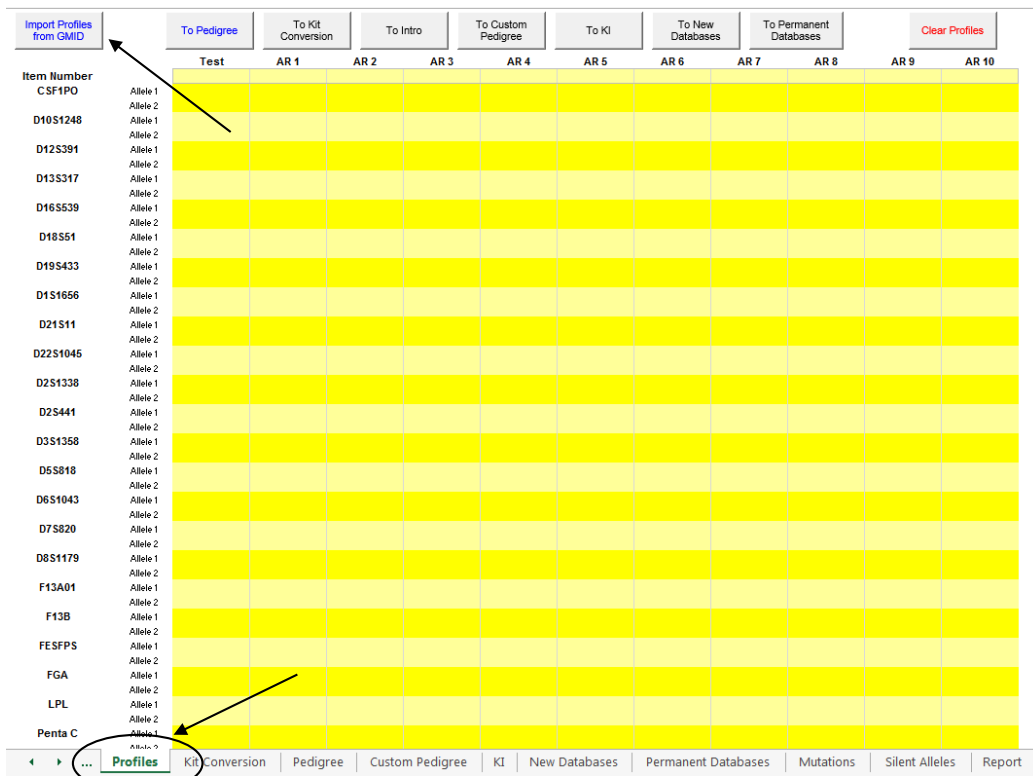 Import Profiles
from GMID
To Pedigree
To Kit
Conversion
To Intro
To Custom
Pedigree
To KI
To New
Databases
To Permanent
Databases
Clear Profiles
Test AR 1 AR 2 AR 3 AR 4 AR 5 AR 6 AR 7 AR 8 AR 9 AR 10
Item Number
CSF1PO Allele 1
Allele 2
D10S1248 Allele 1
Allele 2
D12S391 Allele 1
Allele 2
D13S317 Allele 1
Allele 2
D16S539 Allele 1
Allele 2
D18S51 Allele 1
Allele 2
D19S433 Allele 1
Allele 2
D1S1656 Allele 1
Allele 2
D21S11 Allele 1
Allele 2
D22S1045 Allele 1
Allele 2
D2S1338 Allele 1
Allele 2
D2S441 Allele 1
Allele 2
D3S1358 Allele 1
Allele 2
D5S818 Allele 1
Allele 2
D6S1043 Allele 1
Allele 2
D7S820 Allele 1
Allele 2
D8S1179 Allele 1
Allele 2
F13A01 Allele 1
Allele 2
F13B Allele 1
Allele 2
FESFPS Allele 1
Allele 2
FGA Allele 1
Allele 2
LPL Allele 1
Allele 2
Penta C Allele 1
Allele 2
... Profiles Kit Conversion Pedigree Custom Pedigree KI New Databases Permanent Databases Mutations Silent Alleles Report